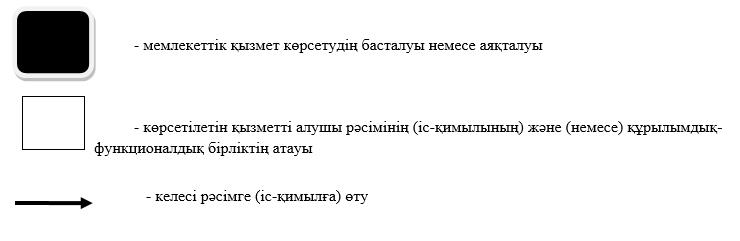 - мемлекеттік қызмет көрсетудің басталуы немесе аяқталуы
- көрсетілетін қызметті алушы рәсімінің (іс-қимылының) және (немесе) құрылымдық-
функционалдық бірліктің атауы
- келесі рәсімге (іс-қимылға) өту